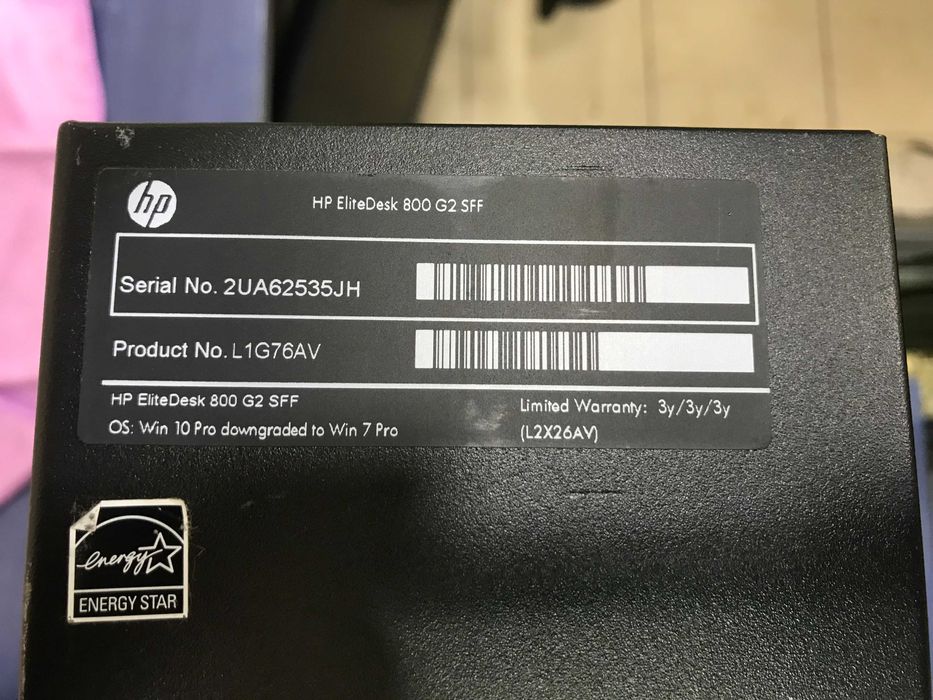 hp
HP EliteDesk 800 G2 SFF
Serial No. 2UA62535JH
Product No. L1G76AV
HP EliteDesk 800 G2 SFF
OS: Win 10 Pro downgraded to Win 7 Pro
Limited Warranty: 3y/3y/3y
(L2X26AV)
energy
ENERGY STAR